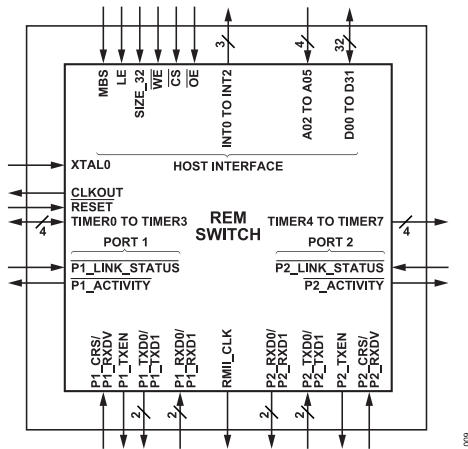 4
3
32
MBS
LE
SIZE_32
WE
CS
OE
INT0 TO INT2
A02 TO A05
D00 TO D31
HOST INTERFACE
XTAL0
CLKOUT
RESET
TIMER0 TO TIMER3
4
REM
SWITCH
TIMER4 TO TIMER7
4
PORT 1
PORT 2
P1_LINK_STATUS
P2_LINK_STATUS
P1_ACTIVITY
P2_ACTIVITY
P1_CRS/
P1_RXDV
P1_TXEN
P1_TXD0/
P1_TXD1
P1_RXD0/
P1_RXD1
RMII_CLK
P2_RXD0/
P2_RXD1
P2_TXD0/
P2_TXD1
P2_TXEN
P2_CRS/
P2_RXDV
2
2
2
2
009